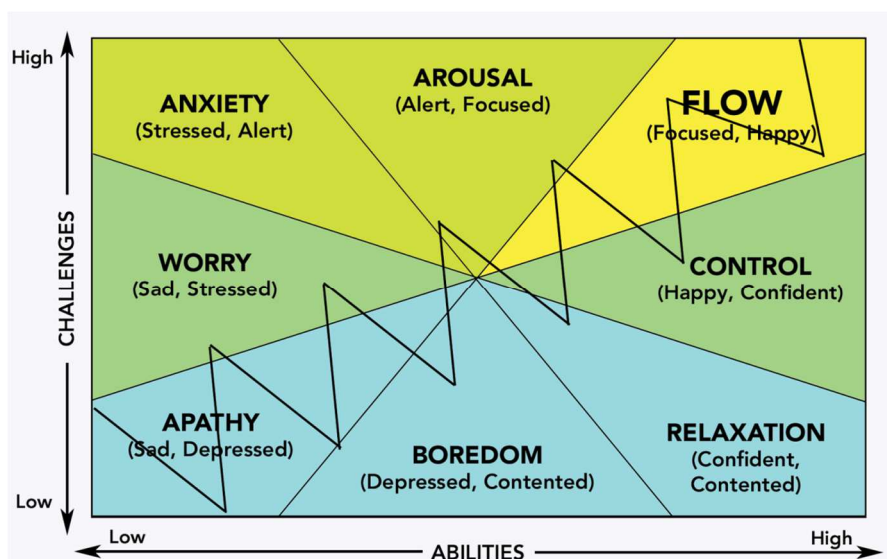 High
ANXIETY
(Stressed, Alert)
AROUSAL
(Alert, Focused)
FLOW
(Focused, Happy)
WORRY
(Sad, Stressed)
CONTROL
(Happy, Confident)
CHALLENGES
APATHY
(Sad, Depressed)
BOREDOM
(Depressed, Contented)
RELAXATION
(Confident,
Contented)
Low
Low
ABILITIES
High